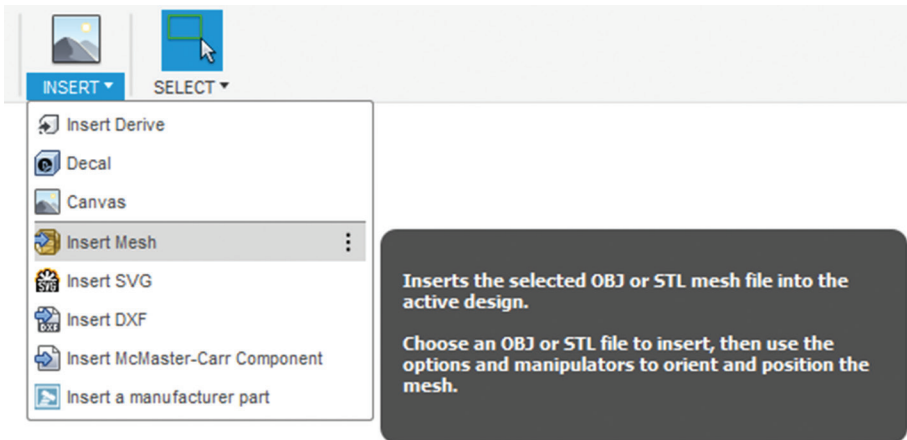 INSERT SELECT
Insert Derive
Decal
Canvas
Insert Mesh
Insert SVG
Insert DXF
Insert McMaster-Carr Component
Insert a manufacturer part
Inserts the selected OBJ or STL mesh file into the
active design.
Choose an OBJ or STL file to insert, then use the
options and manipulators to orient and position the
mesh.